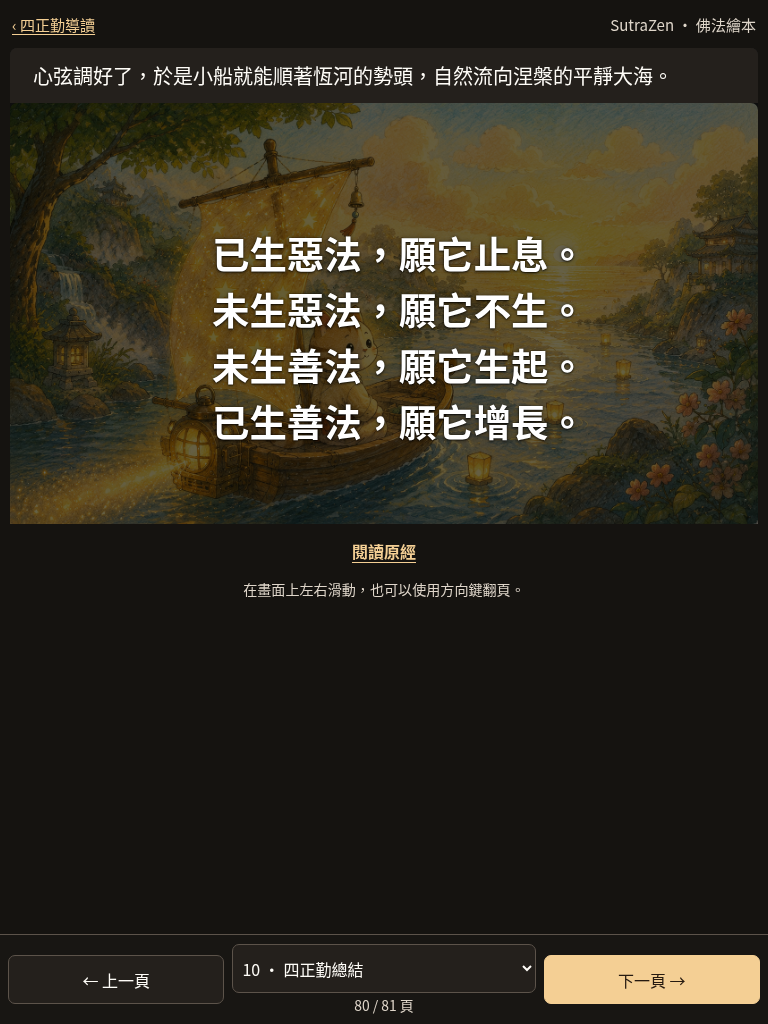 ‹ 四正勤導讀
SutraZen · 佛法繪本
心弦調好了，於是小船就能順著恆河的勢頭，自然流向涅槃的平靜大海。
已生惡法，願它止息。
未生惡法，願它不生。
未生善法，願它生起。
已生善法，願它增長。
閱讀原經
在畫面上左右滑動，也可以使用方向鍵翻頁。
← 上一頁
10 · 四正勤總結
下一頁 →
80 / 81 頁